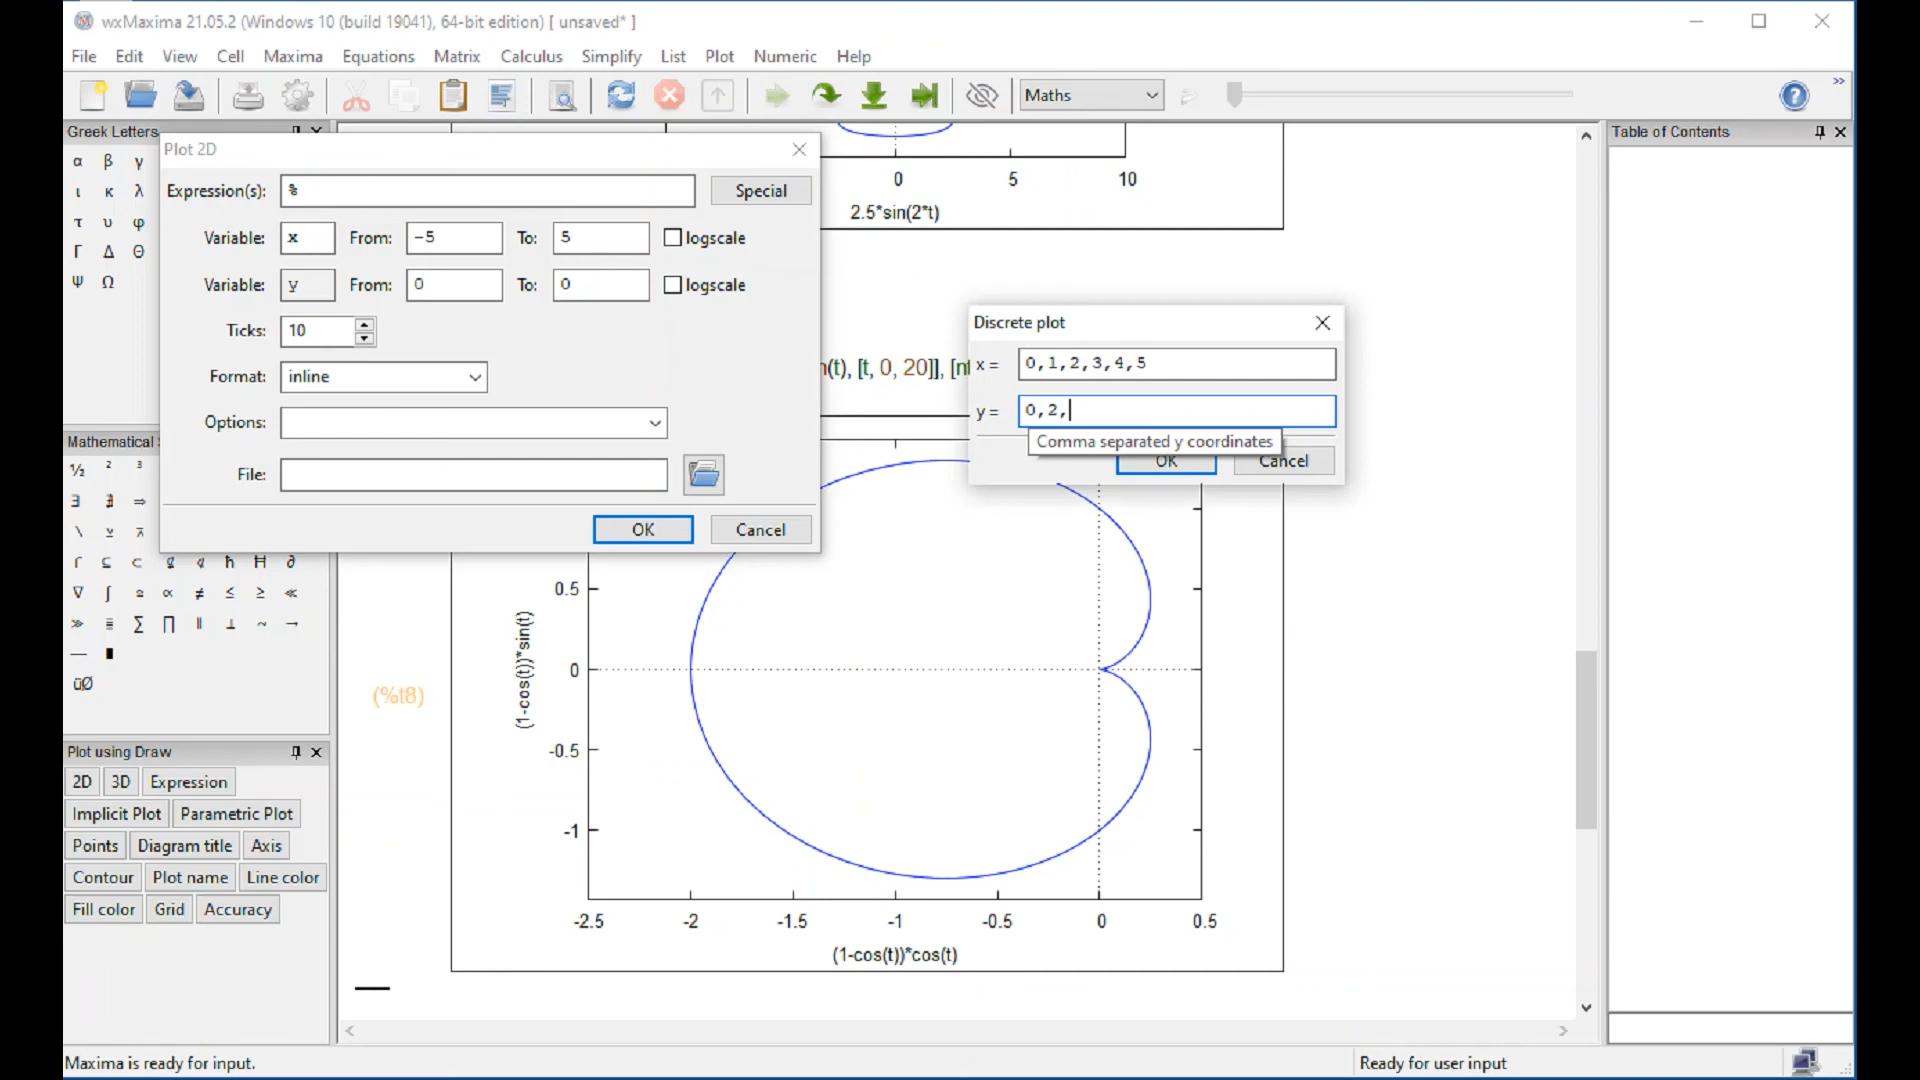 wxMaxima 21.05.2 (Windows 10 (build 19041), 64-bit edition) [ unsaved* ]
File Edit View Cell Maxima Equations Matrix Calculus Simplify List Plot Numeric Help
Maths
Greek Letters
α β γ
ι κ λ
τ υ φ
Γ Δ Θ
Ψ Ω
Plot 2D
Expression(s): % Special
Variable: x From: -5 To: 5 logscale
Variable: y From: 0 To: 0 logscale
Ticks: 10
Format: inline
Options:
File:
OK Cancel
0 5 10
2.5*sin(2*t)
(t), [t, 0, 20]], [nt
Discrete plot
x = 0,1,2,3,4,5
y = 0,2,
Comma separated y coordinates
OK Cancel
Table of Contents
Mathematical
½ ² ³
∃ ∄ ⇒
∇ ∫ ≅ ∝ ≠ ≤ ≥ ≪
≫ ≣ ∑ ∏ ∥ ⊥ ~ →
— ▮
üØ
Plot using Draw
2D 3D Expression
Implicit Plot Parametric Plot
Points Diagram title Axis
Contour Plot name Line color
Fill color Grid Accuracy
(%t8)
0.5
0
-0.5
-1
(1-cos(t))*sin(t)
-2.5 -2 -1.5 -1 -0.5 0 0.5
(1-cos(t))*cos(t)
Maxima is ready for input.
Ready for user input